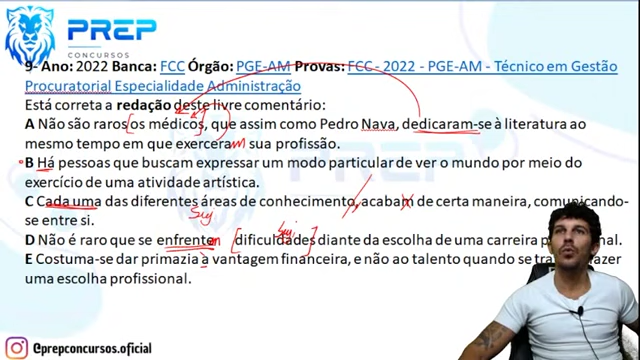 PREP
CONCURSOS
9- Ano: 2022 Banca: FCC Órgão: PGE-AM Provas: FCC - 2022 - PGE-AM - Técnico em Gestão
Procuratorial Especialidade Administração
Está correta a redação deste livre comentário:
A Não são raros os médicos, que assim como Pedro Nava, dedicaram-se à literatura ao
mesmo tempo em que exerceram sua profissão.
B Há pessoas que buscam expressar um modo particular de ver o mundo por meio do
exercício de uma atividade artística.
C Cada uma das diferentes áreas de conhecimento, acabam de certa maneira, comunicando-
se entre si.
Suj
Suj
D Não é raro que se enfrentem dificuldades diante da escolha de uma carreira
E Costuma-se dar primazia à vantagem financeira, e não ao talento quando se
uma escolha profissional.
@prepconcursos.oficial